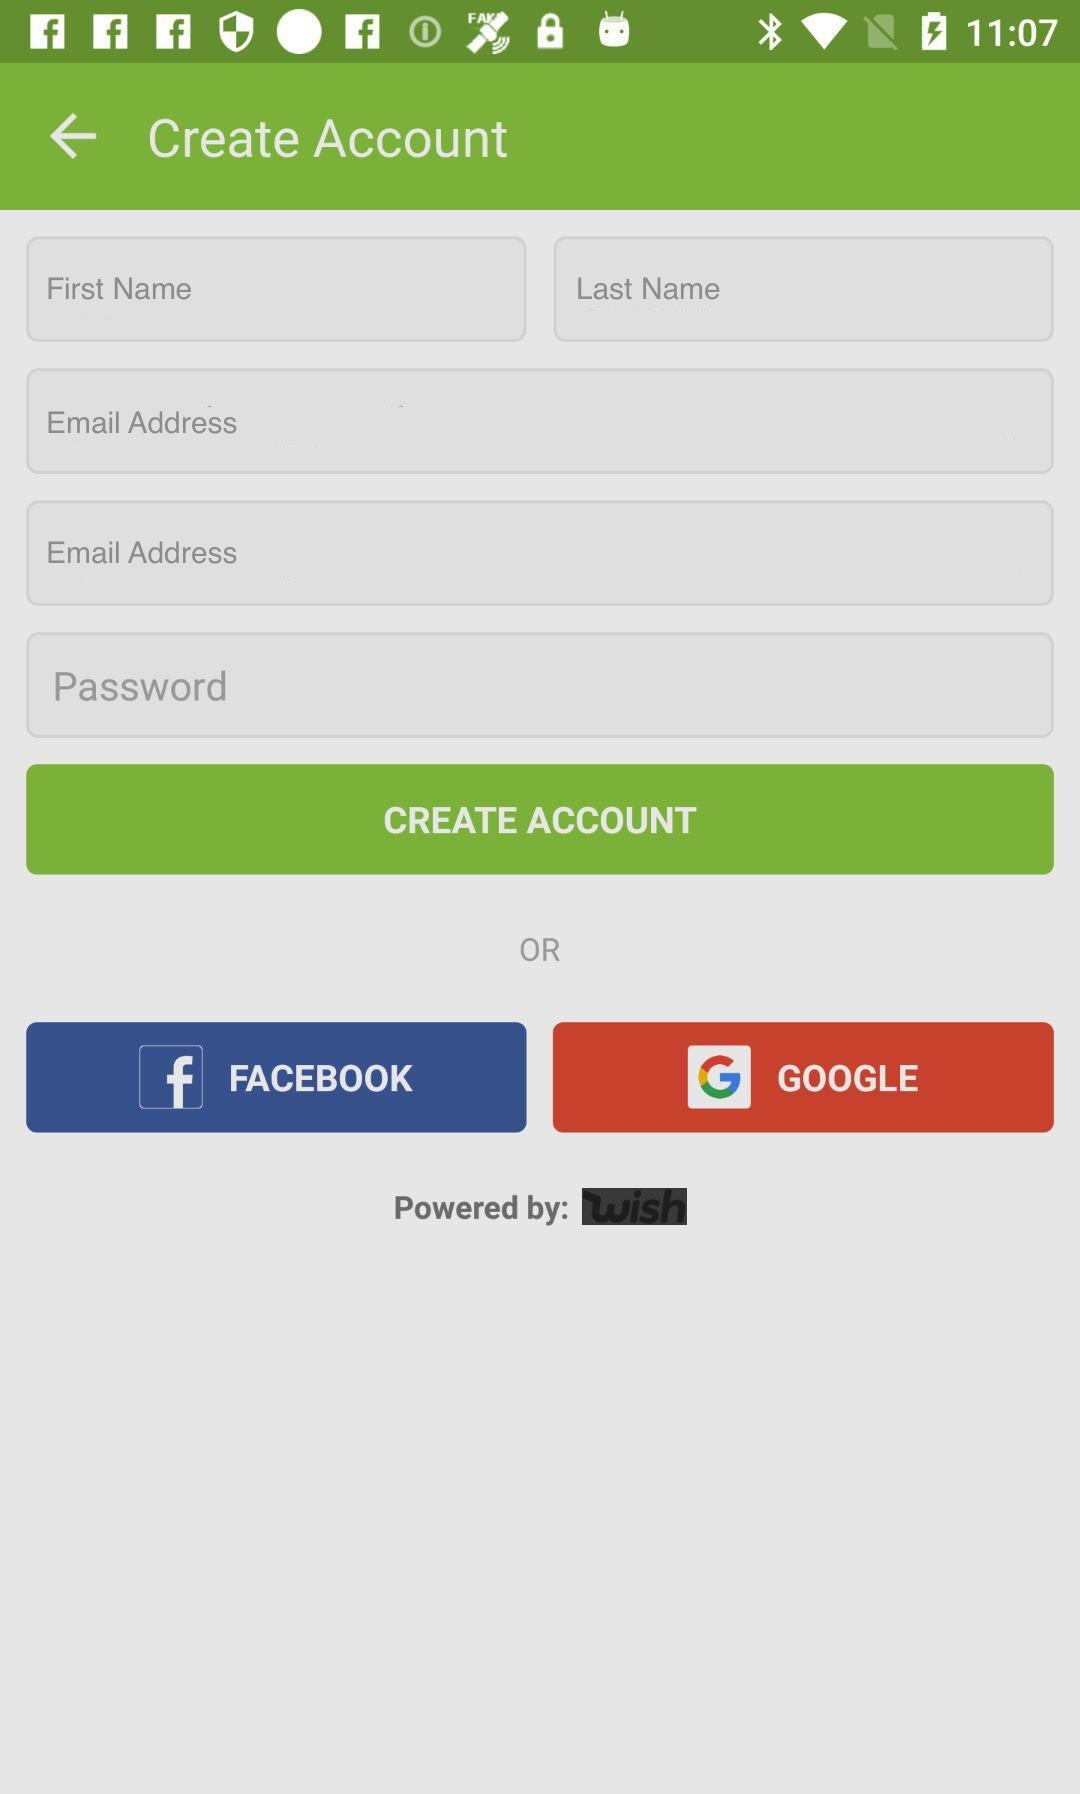 FAKE 11:07
Create Account
First Name Last Name
Email Address
Email Address
Password
CREATE ACCOUNT
OR
FACEBOOK GOOGLE
Powered by: wish